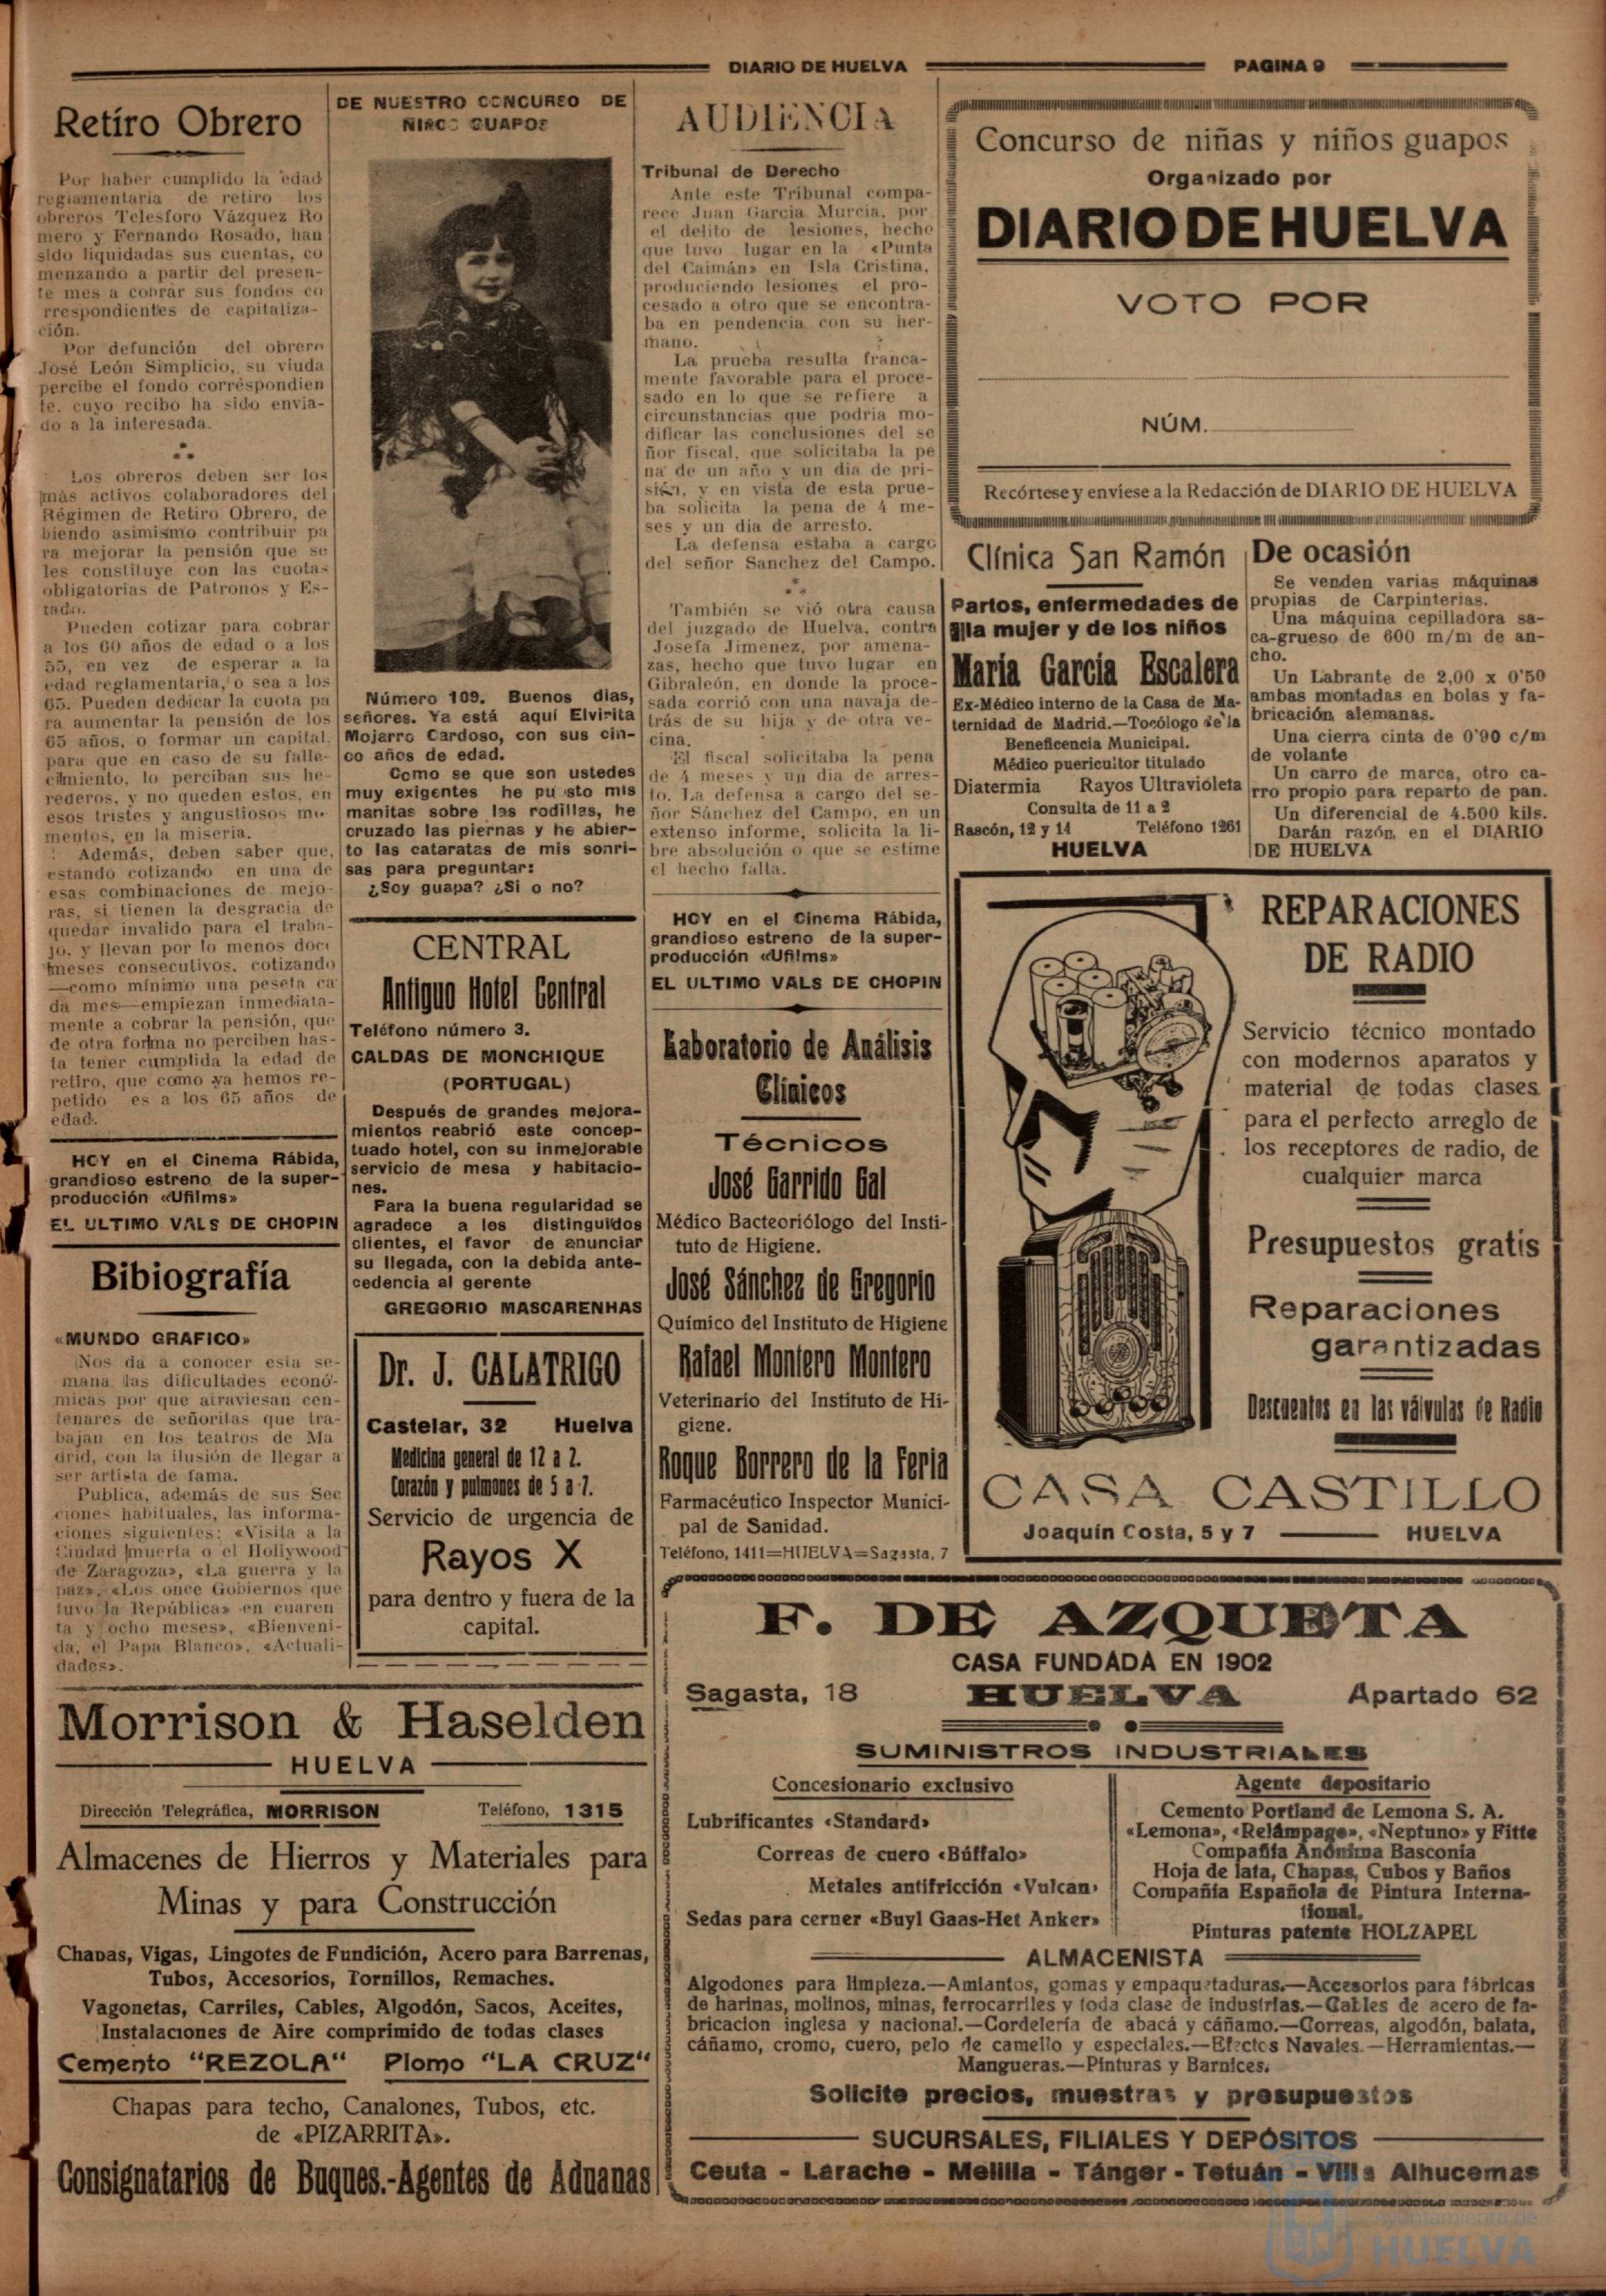 DIARIO DE HUELVA
PAGINA 9
Retíro Obrero
Por haber cumplido la edad
reglamentaria de retiro los
obreros Telesforo Vázquez Ro
mero y Fernando Rosado, han
sido liquidadas sus cuentas, co
menzando a partir del presen-
te mes a cobrar sus fondos co
rrespondientes de capitaliza-
ción.
Por defunción del obrero
José León Simplicio, su viuda
percibe el fondo correspondien
te, cuyo recibo ha sido envia-
do a la interesada.
Los obreros deben ser los
más activos colaboradores del
Régimen de Retiro Obrero, de
biendo asimismo contribuir pa
ra mejorar la pensión que se
les constituye con las cuotas
obligatorias de Patronos y Es-
tado.
Pueden cotizar para cobrar
a los 60 años de edad o a los
55, en vez de esperar a la
edad reglamentaria, o sea a los
65. Pueden dedicar la cuota pa
ra aumentar la pensión de los
65 años, o formar un capital,
para que en caso de su falle-
cimiento, lo perciban sus he-
rederos, y no queden estos, en
esos tristes y angustiosos mo-
mentos, en la miseria.
Además, deben saber que,
estando cotizando en una de
esas combinaciones de mejo-
ras, si tienen la desgracia de
quedar invalido para el traba-
jo, y llevan por lo menos doce
meses consecutivos, cotizando
—como mínimo una peseta ca
da mes—empiezan inmediata-
mente a cobrar la pensión, que
de otra forma no perciben has-
ta tener cumplida la edad de
retiro, que como ya hemos re-
petido es a los 65 años de
edad.
HOY en el Cinema Rábida,
grandioso estreno de la super-
producción «Ufilms»
EL ULTIMO VALS DE CHOPIN
Bibiografía
«MUNDO GRAFICO»
Nos da a conocer esta se-
mana las dificultades econó-
micas por que atraviesan cen-
tenares de señoritas que tra-
bajan en los teatros de Ma
drid, con la ilusión de llegar a
ser artista de fama.
Publica, además de sus Sec
ciones habituales, las informa-
ciones siguientes: «Visita a la
Ciudad muerta o el Hollywood
de Zaragoza», «La guerra y la
paz», «Los once Gobiernos que
tuvo la República» en cuaren
ta y ocho meses», «Bienveni-
da, el Papa Blanco», «Actuali-
dades».
DE NUESTRO CONCURSO DE
NIÑOS GUAPOS
Número 109. Buenos dias,
señores. Ya está aquí Elvirita
Mojarro Cardoso, con sus cin-
co años de edad.
Como se que son ustedes
muy exigentes he pu sto mis
manitas sobre las rodillas, he
cruzado las piernas y he abier-
to las cataratas de mis sonri-
sas para preguntar:
¿Soy guapa? ¿Si o no?
CENTRAL
Antiguo Hotel Central
Teléfono número 3.
CALDAS DE MONCHIQUE
(PORTUGAL)
Después de grandes mejora-
mientos reabrió este concep-
tuado hotel, con su inmejorable
servicio de mesa y habitacio-
nes.
Para la buena regularidad se
agradece a los distinguidos
clientes, el favor de anunciar
su llegada, con la debida ante-
cedencia al gerente
GREGORIO MASCARENHAS
Dr. J. CALATRIGO
Castelar, 32 Huelva
Medicina general de 12 a 2.
Corazón y pulmones de 5 a 7.
Servicio de urgencia de
Rayos X
para dentro y fuera de la
capital.
AUDIENCIA
Tribunal de Derecho
Ante este Tribunal compa-
rece Juan Garcia Murcia, por
el delito de lesiones, hecho
que tuvo lugar en la «Punta
del Caimán» en Isla Cristina,
produciendo lesiones el pro-
cesado a otro que se encontra-
ba en pendencia con su her-
mano.
La prueba resulta franca-
mente favorable para el proce-
sado en lo que se refiere a
circunstancias que podria mo-
dificar las conclusiones del se
ñor fiscal, que solicitaba la pe
na de un año y un dia de pri-
sión, y en vista de esta prue-
ba solicita la pena de 4 me-
ses y un dia de arresto.
La defensa estaba a cargo
del señor Sanchez del Campo.
También se vió otra causa
del juzgado de Huelva, contra
Josefa Jimenez, por amena-
zas, hecho que tuvo lugar en
Gibraleón, en donde la proce-
sada corrió con una navaja de-
trás de su hija y de otra ve-
cina.
El fiscal solicitaba la pena
de 4 meses y un dia de arres-
to. La defensa a cargo del se-
ñor Sánchez del Campo, en un
extenso informe, solicita la li-
bre absolución o que se estime
el hecho falta.
HOY en el Cinema Rábida,
grandioso estreno de la super-
producción «Ufilms»
EL ULTIMO VALS DE CHOPIN
Laboratorio de Análisis
Clínicos
Técnicos
José Garrido Gal
Médico Bacteoriólogo del Insti-
tuto de Higiene.
José Sánchez de Gregorio
Químico del Instituto de Higiene
Rafael Montero Montero
Veterinario del Instituto de Hi-
giene.
Roque Borrero de la Feria
Farmacéutico Inspector Munici-
pal de Sanidad.
Teléfono, 1411=HUELVA=Sagasta, 7
Concurso de niñas y niños guapos
Organizado por
DIARIO DE HUELVA
VOTO POR
NÚM.
Recórtese y envíese a la Redacción de DIARIO DE HUELVA
Clínica San Ramón
Partos, enfermedades de
la mujer y de los niños
María García Escalera
Ex-Médico interno de la Casa de Ma-
ternidad de Madrid.—Tocólogo de la
Beneficencia Municipal.
Médico puericultor titulado
Diatermia Rayos Ultravioleta
Consulta de 11 a 2
Rascón, 12 y 14 Teléfono 1261
HUELVA
De ocasión
Se venden varias máquinas
propias de Carpinterias.
Una máquina cepilladora sa-
ca-grueso de 600 m/m de an-
cho.
Un Labrante de 2,00 x 0'50
ambas montadas en bolas y fa-
bricación alemanas.
Una cierra cinta de 0'90 c/m
de volante
Un carro de marca, otro ca-
rro propio para reparto de pan.
Un diferencial de 4.500 kils.
Darán razón en el DIARIO
DE HUELVA
REPARACIONES
DE RADIO
Servicio técnico montado
con modernos aparatos y
material de todas clases
para el perfecto arreglo de
los receptores de radio, de
cualquier marca
Presupuestos gratis
Reparaciones
garantizadas
Descuentos en las válvulas de Radio
CASA CASTILLO
Joaquín Costa, 5 y 7 HUELVA
Morrison & Haselden
HUELVA
Dirección Telegráfica, MORRISON Teléfono, 1315
Almacenes de Hierros y Materiales para
Minas y para Construcción
Chapas, Vigas, Lingotes de Fundición, Acero para Barrenas,
Tubos, Accesorios, Tornillos, Remaches.
Vagonetas, Carriles, Cables, Algodón, Sacos, Aceites,
Instalaciones de Aire comprimido de todas clases
Cemento "REZOLA" Plomo "LA CRUZ"
Chapas para techo, Canalones, Tubos, etc.
de «PIZARRITA».
Consignatarios de Buques.-Agentes de Aduanas
F. DE AZQUETA
CASA FUNDADA EN 1902
Sagasta, 18 HUELVA Apartado 62
SUMINISTROS INDUSTRIALES
Concesionario exclusivo
Lubrificantes «Standard»
Correas de cuero «Búffalo»
Metales antifricción «Vulcan»
Sedas para cerner «Buyl Gaas-Het Anker»
Agente depositario
Cemento Portland de Lemona S. A.
«Lemona», «Relámpago», «Neptuno» y Fitte
Compañía Anónima Basconia
Hoja de lata, Chapas, Cubos y Baños
Compañía Española de Pintura Interna-
tional.
Pinturas patente HOLZAPEL
ALMACENISTA
Algodones para limpieza.—Amiantos, gomas y empaquetaduras.—Accesorios para fábricas
de harinas, molinos, minas, ferrocarriles y toda clase de industrias.—Cables de acero de fa-
bricacion inglesa y nacional.—Cordelería de abacá y cáñamo.—Correas, algodón, balata,
cáñamo, cromo, cuero, pelo de camello y especiales.—Efectos Navales.—Herramientas.—
Mangueras.—Pinturas y Barnices.
Solicite precios, muestras y presupuestos
SUCURSALES, FILIALES Y DEPÓSITOS
Ceuta - Larache - Melilla - Tánger - Tetuán - Villa Alhucemas
Ayuntamiento de
HUELVA